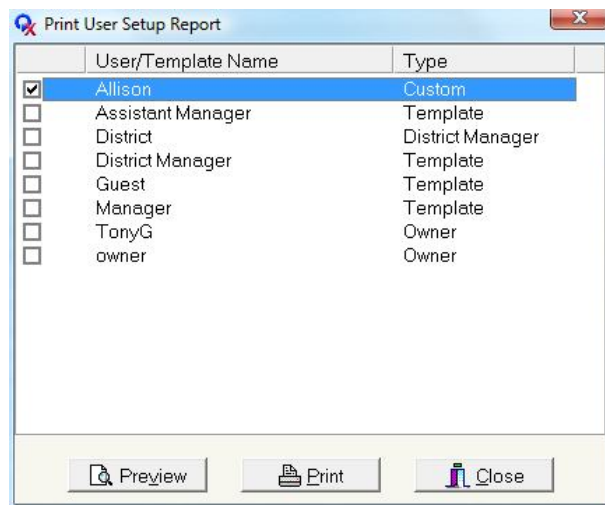 Print User Setup Report
User/Template Name Type
Allison Custom
Assistant Manager Template
District District Manager
District Manager Template
Guest Template
Manager Template
TonyG Owner
owner Owner
Preview Print Close